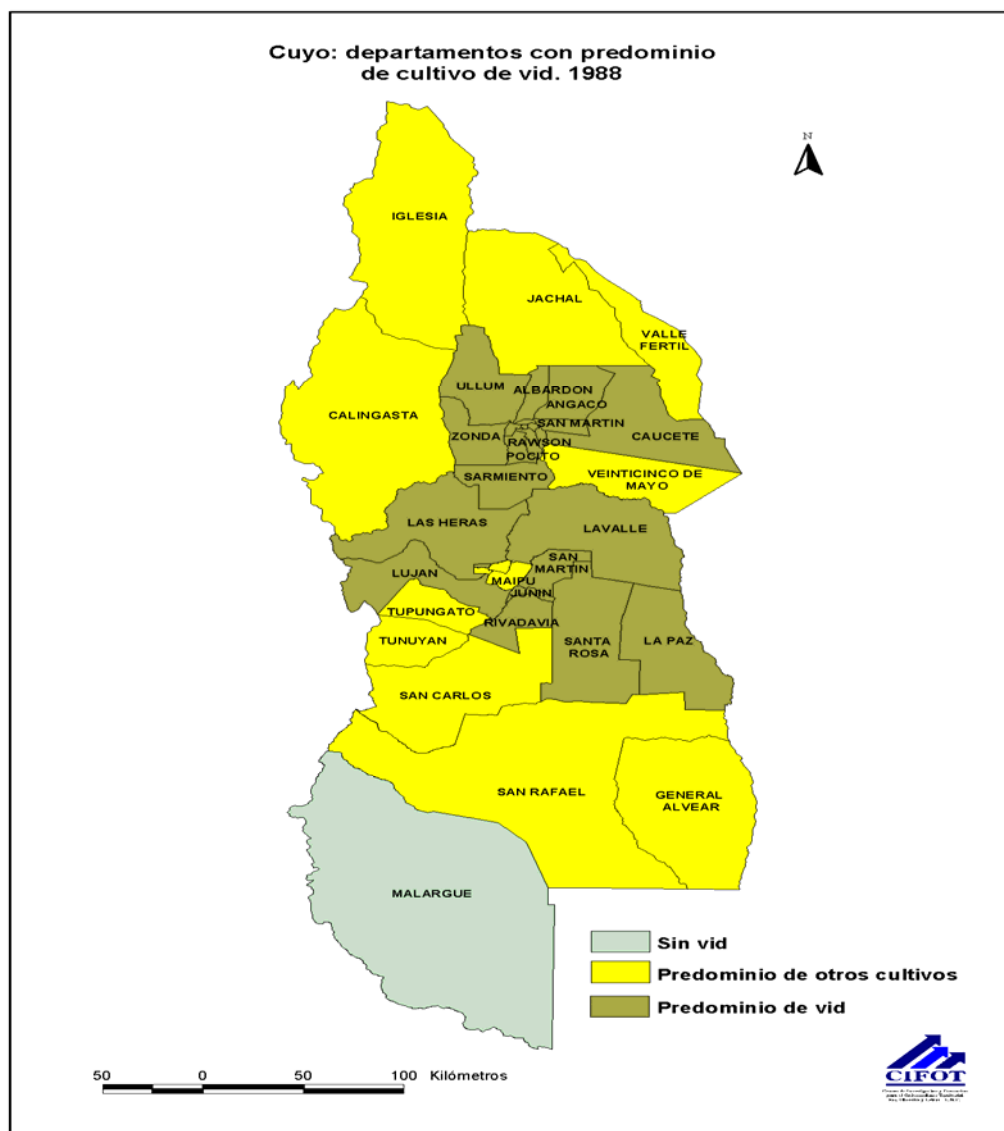 Cuyo: departamentos con predominio
de cultivo de vid. 1988
N
IGLESIA
JACHAL
VALLE
FERTIL
ULLUM
ALBARDON
ANGACO
CALINGASTA
SAN MARTIN
ZONDA
RAWSON
CAUCETE
POCITO
SARMIENTO
VEINTICINCO DE
MAYO
LAS HERAS
LAVALLE
SAN
MARTIN
LUJAN
MAIPU
JUNIN
TUPUNGATO
RIVADAVIA
TUNUYAN
SANTA
ROSA
LA PAZ
SAN CARLOS
SAN RAFAEL
GENERAL
ALVEAR
MALARGUE
Sin vid
Predominio de otros cultivos
Predominio de vid
50 0 50 100 Kilómetros
CIFOT